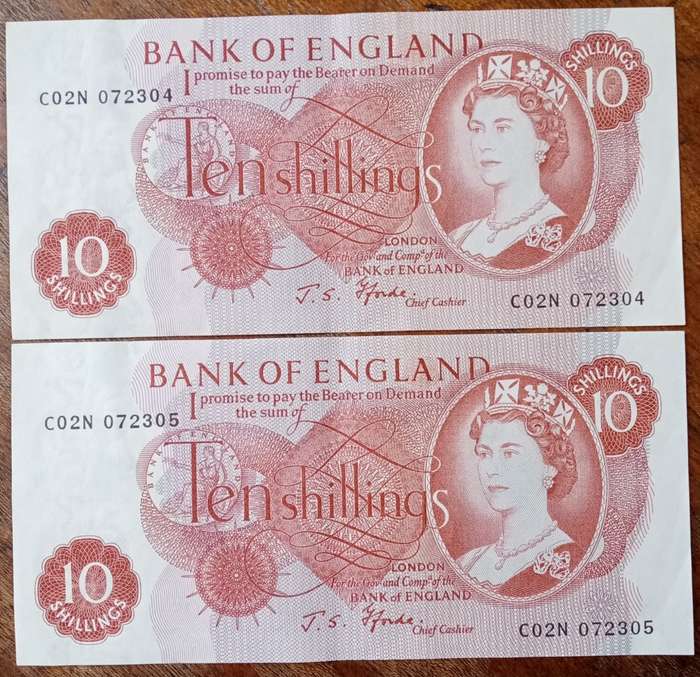 BANK OF ENGLAND
I promise to pay the Bearer on Demand
the sum of
C02N 072304
10
SHILLINGS
Ten shillings
10
SHILLINGS
LONDON
For the Gov. and Compa. of the
BANK of ENGLAND
J. S. Fforde.
Chief Cashier
C02N 072304
BANK OF ENGLAND
I promise to pay the Bearer on Demand
the sum of
C02N 072305
SHILLINGS
10
Ten shillings
10
SHILLINGS
LONDON
For the Gov. and Compa. of the
BANK of ENGLAND
J. S. Fforde.
Chief Cashier
C02N 072305